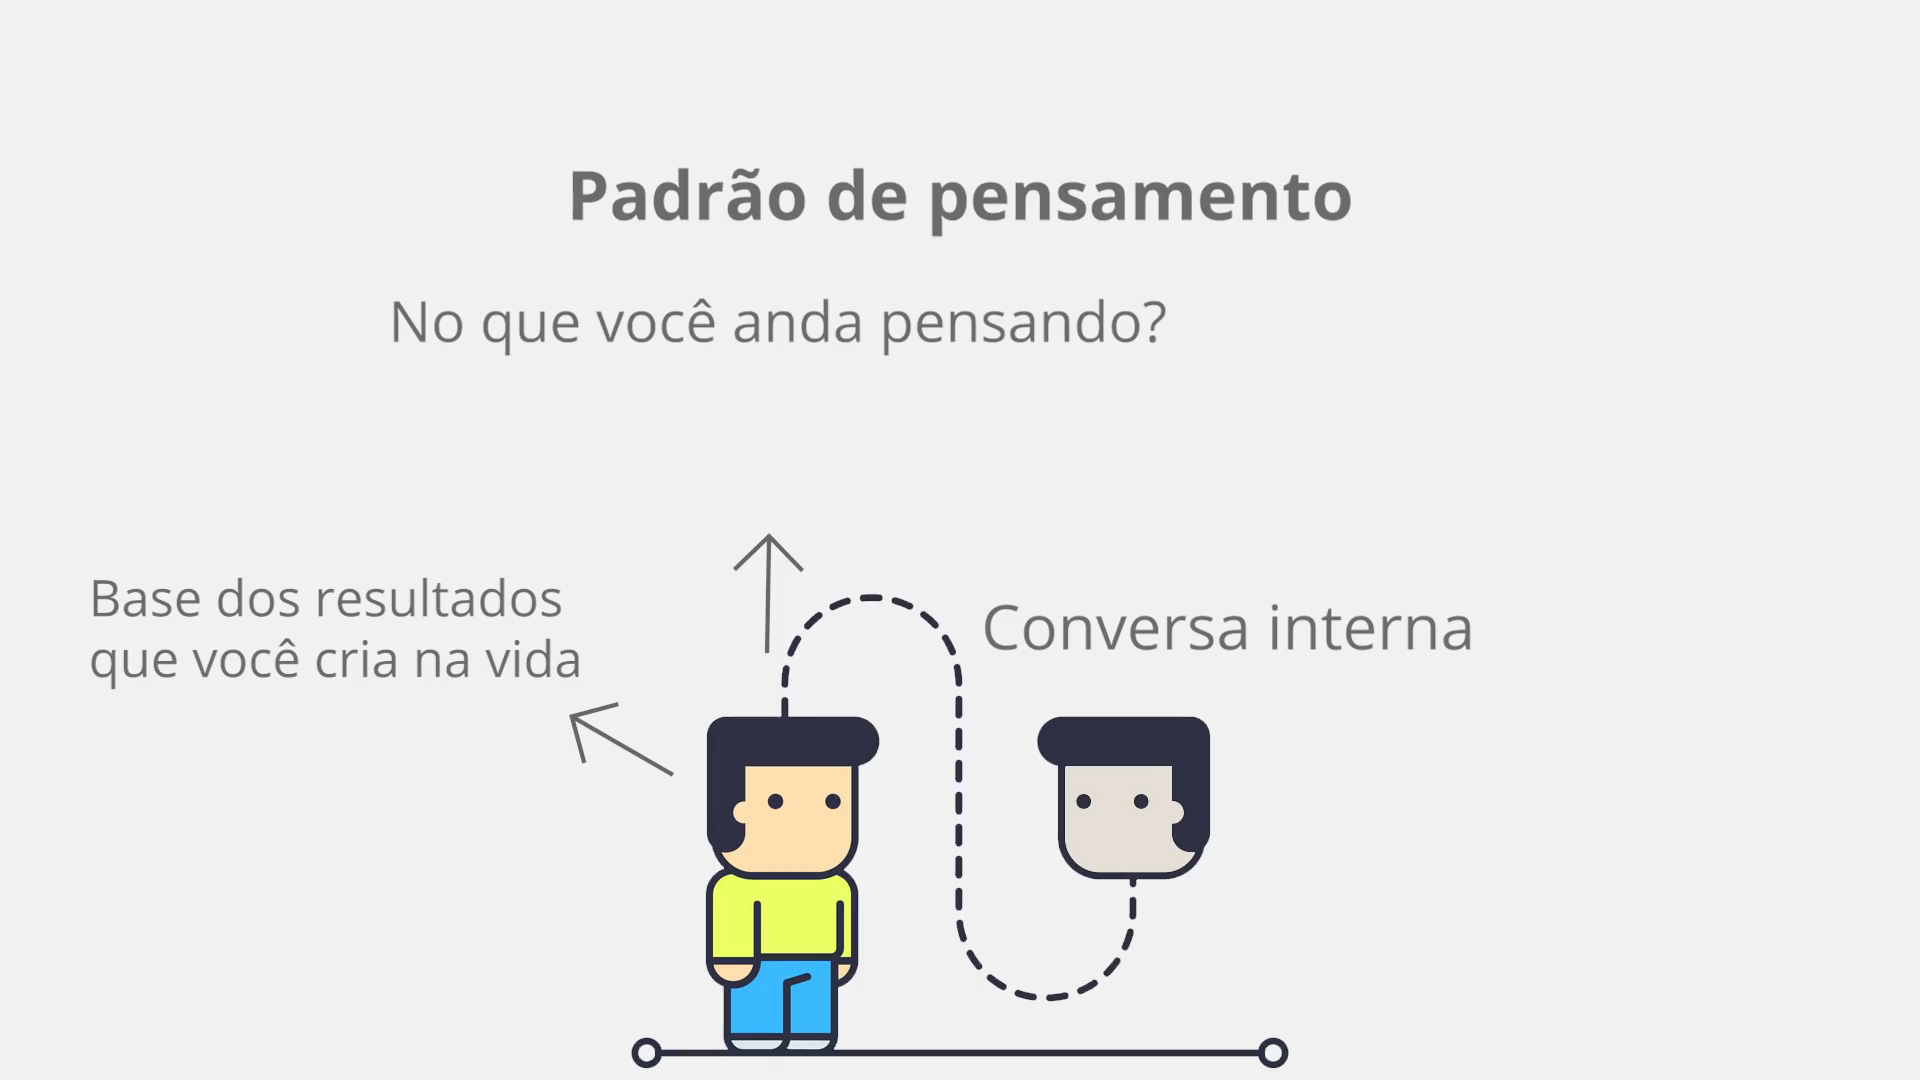 Padrão de pensamento
No que você anda pensando?
Base dos resultados
que você cria na vida
Conversa interna